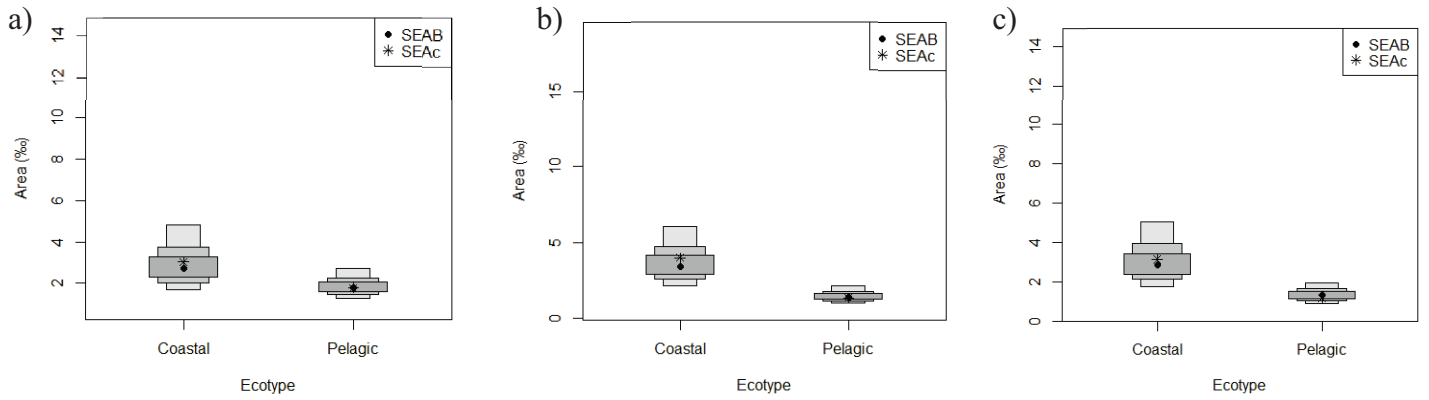 a)
SEAB
SEAc
14
12
10
8
6
4
2
Area (‰)
Coastal
Pelagic
Ecotype
b)
SEAB
SEAc
15
10
5
0
Area (‰)
Coastal
Pelagic
Ecotype
c)
SEAB
SEAc
14
12
10
8
6
4
2
0
Area (‰)
Coastal
Pelagic
Ecotype